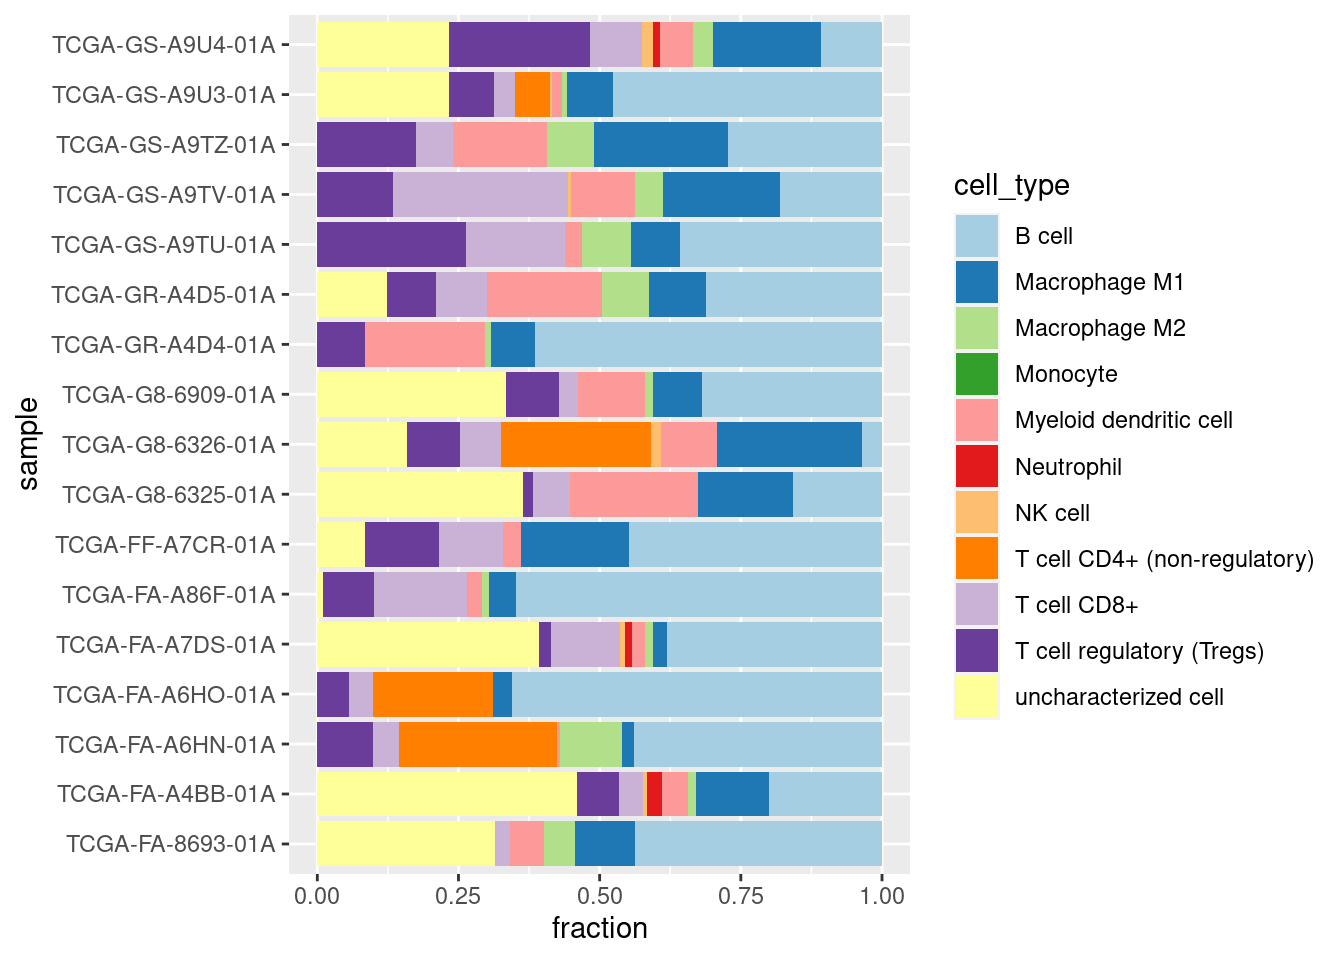 TCGA-GS-A9U4-01A
TCGA-GS-A9U3-01A
TCGA-GS-A9TZ-01A
TCGA-GS-A9TV-01A
TCGA-GS-A9TU-01A
TCGA-GR-A4D5-01A
TCGA-GR-A4D4-01A
TCGA-G8-6909-01A
TCGA-G8-6326-01A
TCGA-G8-6325-01A
TCGA-FF-A7CR-01A
TCGA-FA-A86F-01A
TCGA-FA-A7DS-01A
TCGA-FA-A6HO-01A
TCGA-FA-A6HN-01A
TCGA-FA-A4BB-01A
TCGA-FA-8693-01A
sample
0.00 0.25 0.50 0.75 1.00
fraction
cell_type
B cell
Macrophage M1
Macrophage M2
Monocyte
Myeloid dendritic cell
Neutrophil
NK cell
T cell CD4+ (non-regulatory)
T cell CD8+
T cell regulatory (Tregs)
uncharacterized cell